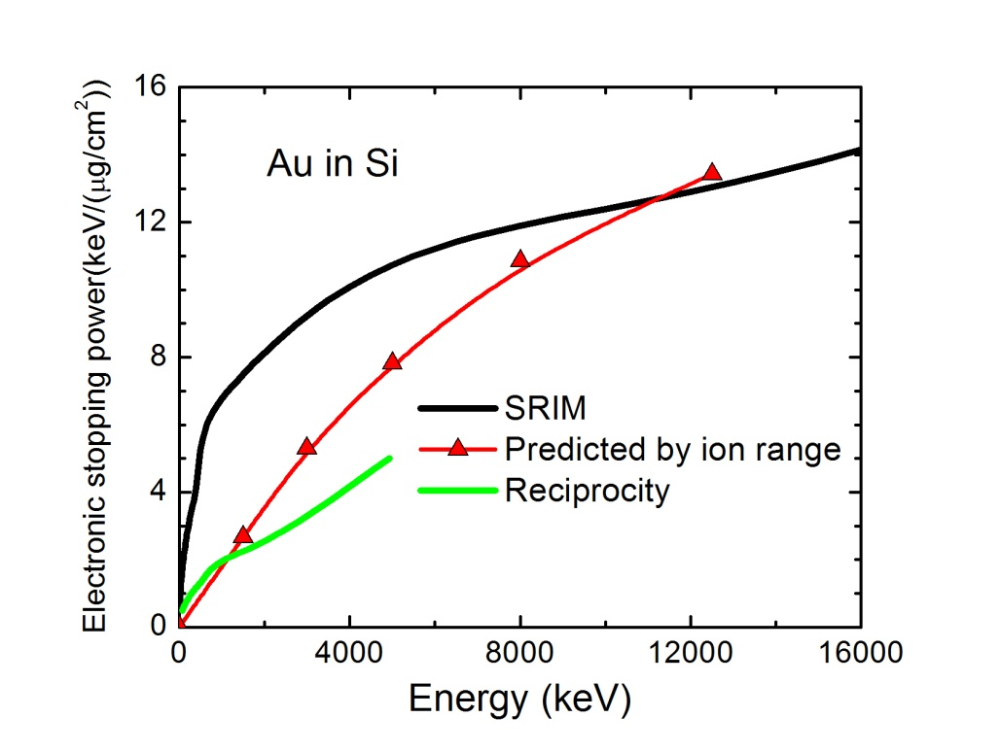 16
Au in Si
12
Electronic stopping power(keV/(μg/cm²))
8
SRIM
Predicted by ion range
4
Reciprocity
0
0 4000 8000 12000 16000
Energy (keV)